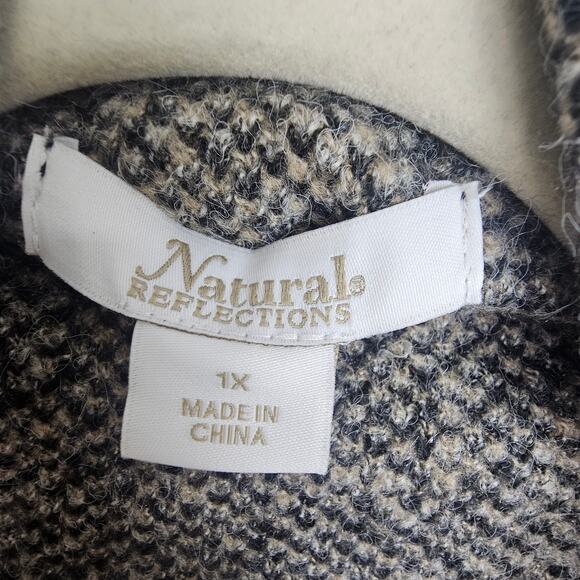 Natural®
REFLECTIONS
1X
MADE IN
CHINA